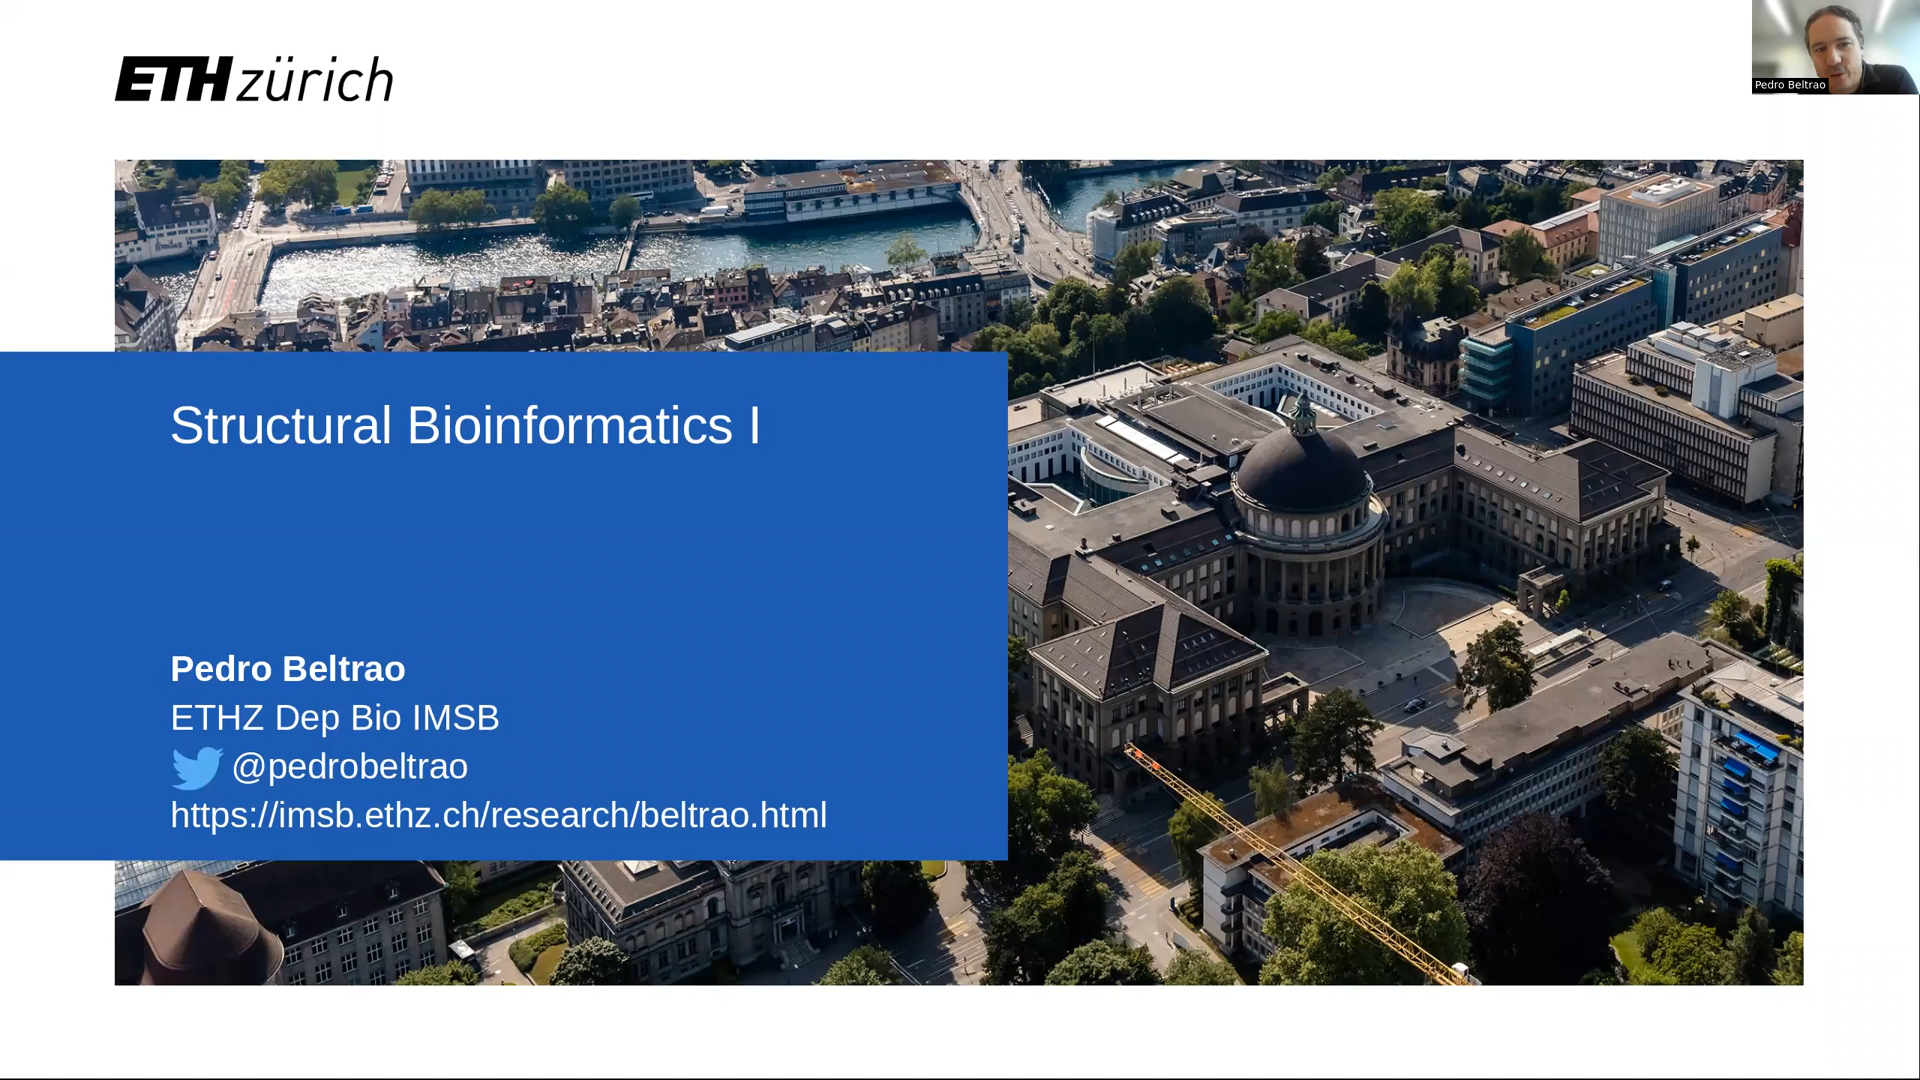 ETH zürich
Pedro Beltrao
Structural Bioinformatics I
Pedro Beltrao
ETHZ Dep Bio IMSB
@pedrobeltrao
https://imsb.ethz.ch/research/beltrao.html